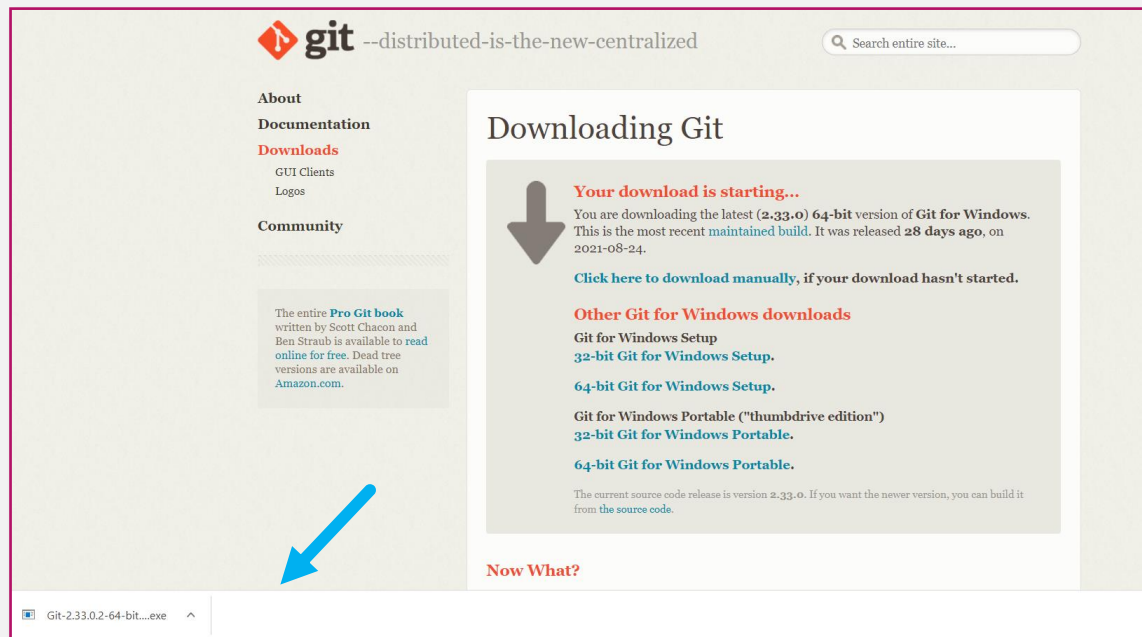 git --distributed-is-the-new-centralized
Search entire site...
About
Documentation
Downloads
GUI Clients
Logos
Community
The entire Pro Git book
written by Scott Chacon and
Ben Straub is available to read
online for free. Dead tree
versions are available on
Amazon.com.
Downloading Git
Your download is starting...
You are downloading the latest (2.33.0) 64-bit version of Git for Windows.
This is the most recent maintained build. It was released 28 days ago, on
2021-08-24.
Click here to download manually, if your download hasn't started.
Other Git for Windows downloads
Git for Windows Setup
32-bit Git for Windows Setup.
64-bit Git for Windows Setup.
Git for Windows Portable ("thumbdrive edition")
32-bit Git for Windows Portable.
64-bit Git for Windows Portable.
The current source code release is version 2.33.0. If you want the newer version, you can build it
from the source code.
Now What?
Git-2.33.0.2-64-bit....exe